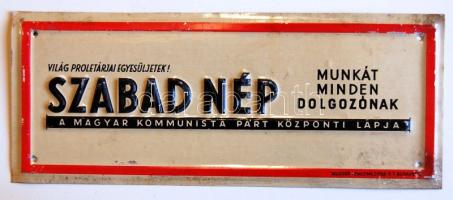 VILÁG PROLETÁRJAI EGYESÜLJETEK!
SZABAD NÉP
A MAGYAR KOMMUNISTA PÁRT KÖZPONTI LAPJA
MUNKÁT
MINDEN
DOLGOZÓNAK